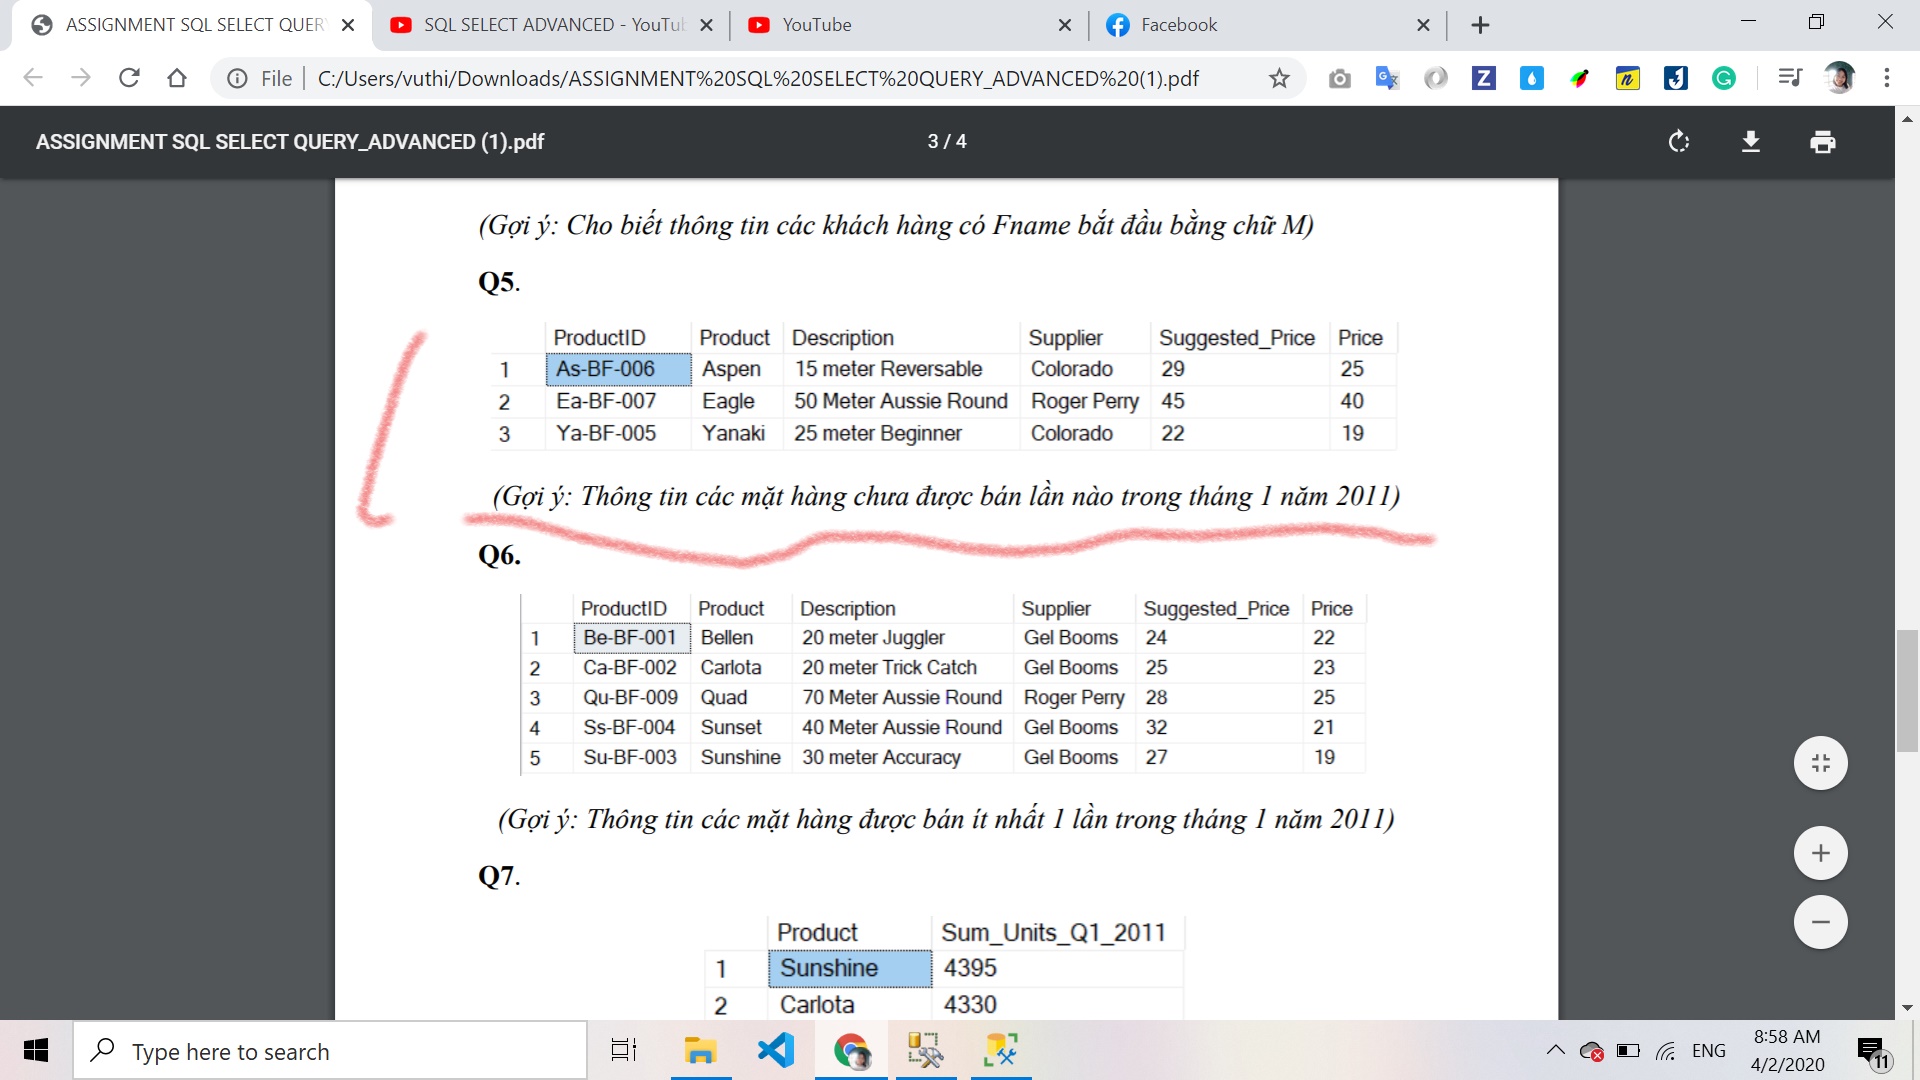 ASSIGNMENT SQL SELECT QUER
SQL SELECT ADVANCED - YouTub
YouTube
Facebook
File
C:/Users/vuthi/Downloads/ASSIGNMENT%20SQL%20SELECT%20QUERY_ADVANCED%20(1).pdf
ASSIGNMENT SQL SELECT QUERY_ADVANCED (1).pdf
3 / 4
(Gợi ý: Cho biết thông tin các khách hàng có Fname bắt đầu bằng chữ M)
Q5.
ProductID Product Description Supplier Suggested_Price Price
1 As-BF-006 Aspen 15 meter Reversable Colorado 29 25
2 Ea-BF-007 Eagle 50 Meter Aussie Round Roger Perry 45 40
3 Ya-BF-005 Yanaki 25 meter Beginner Colorado 22 19
(Gợi ý: Thông tin các mặt hàng chưa được bán lần nào trong tháng 1 năm 2011)
Q6.
ProductID Product Description Supplier Suggested_Price Price
1 Be-BF-001 Bellen 20 meter Juggler Gel Booms 24 22
2 Ca-BF-002 Carlota 20 meter Trick Catch Gel Booms 25 23
3 Qu-BF-009 Quad 70 Meter Aussie Round Roger Perry 28 25
4 Ss-BF-004 Sunset 40 Meter Aussie Round Gel Booms 32 21
5 Su-BF-003 Sunshine 30 meter Accuracy Gel Booms 27 19
(Gợi ý: Thông tin các mặt hàng được bán ít nhất 1 lần trong tháng 1 năm 2011)
Q7.
Product Sum_Units_Q1_2011
1 Sunshine 4395
2 Carlota 4330
Type here to search
ENG
8:58 AM
4/2/2020
11